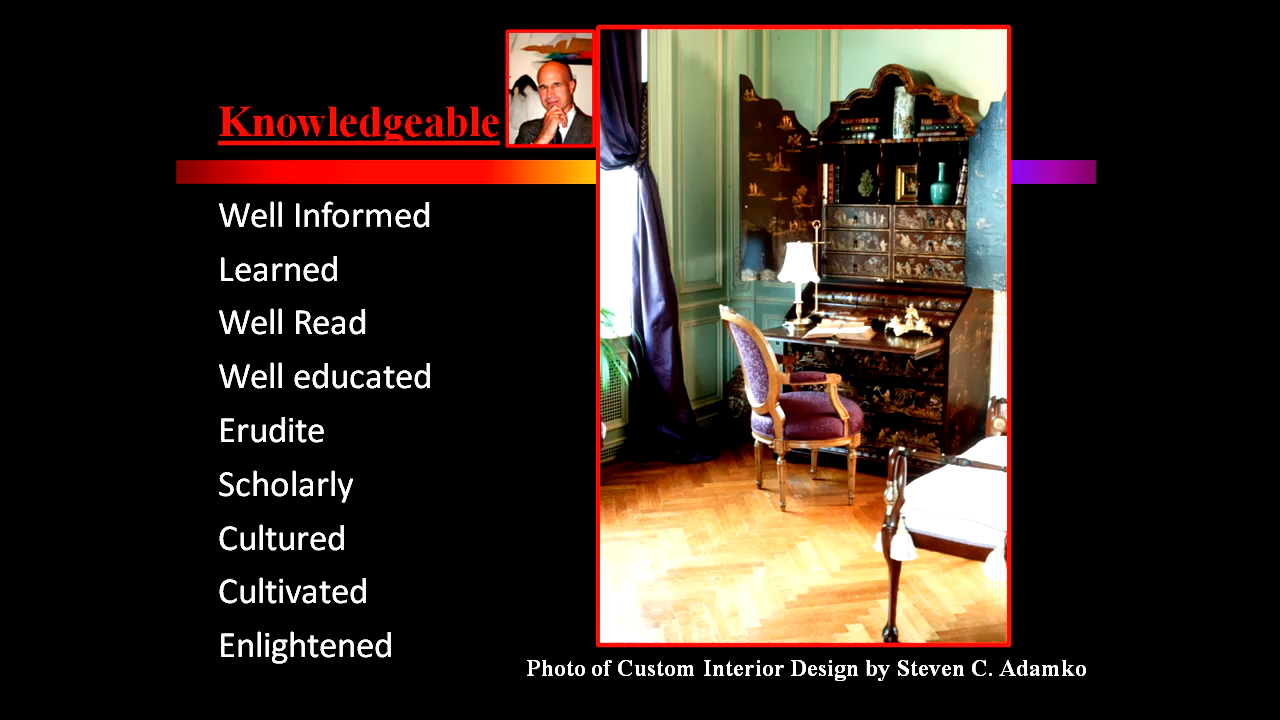 Knowledgeable
Well Informed
Learned
Well Read
Well educated
Erudite
Scholarly
Cultured
Cultivated
Enlightened
Photo of Custom Interior Design by Steven C. Adamko